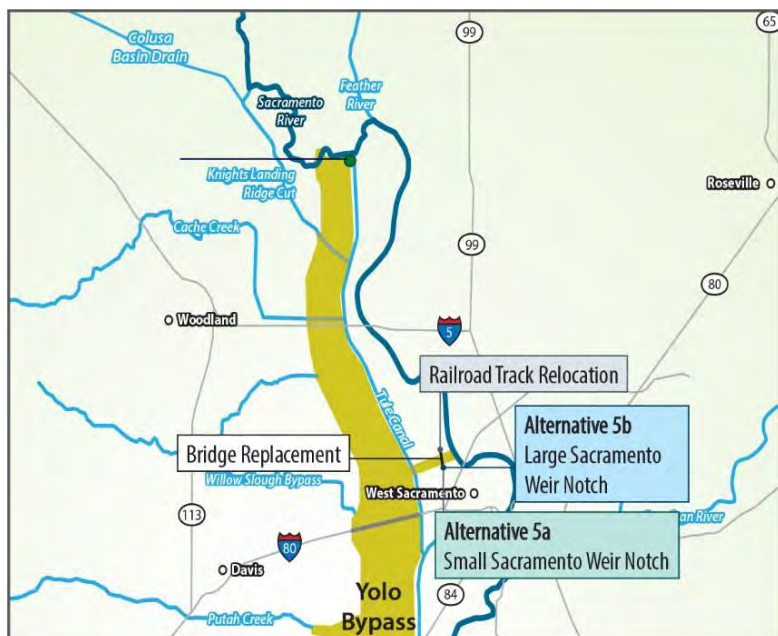 99
65
Colusa
Basin Drain
Feather
River
Sacramento
River
Knights Landing
Ridge Cut
Roseville
Cache Creek
99
80
Woodland
5
Railroad Track Relocation
Tule Canal
Alternative 5b
Large Sacramento
Weir Notch
Bridge Replacement
Willow Slough Bypass
West Sacramento
River
113
80
Alternative 5a
Small Sacramento Weir Notch
Davis
84
Yolo
Bypass
Putah Creek